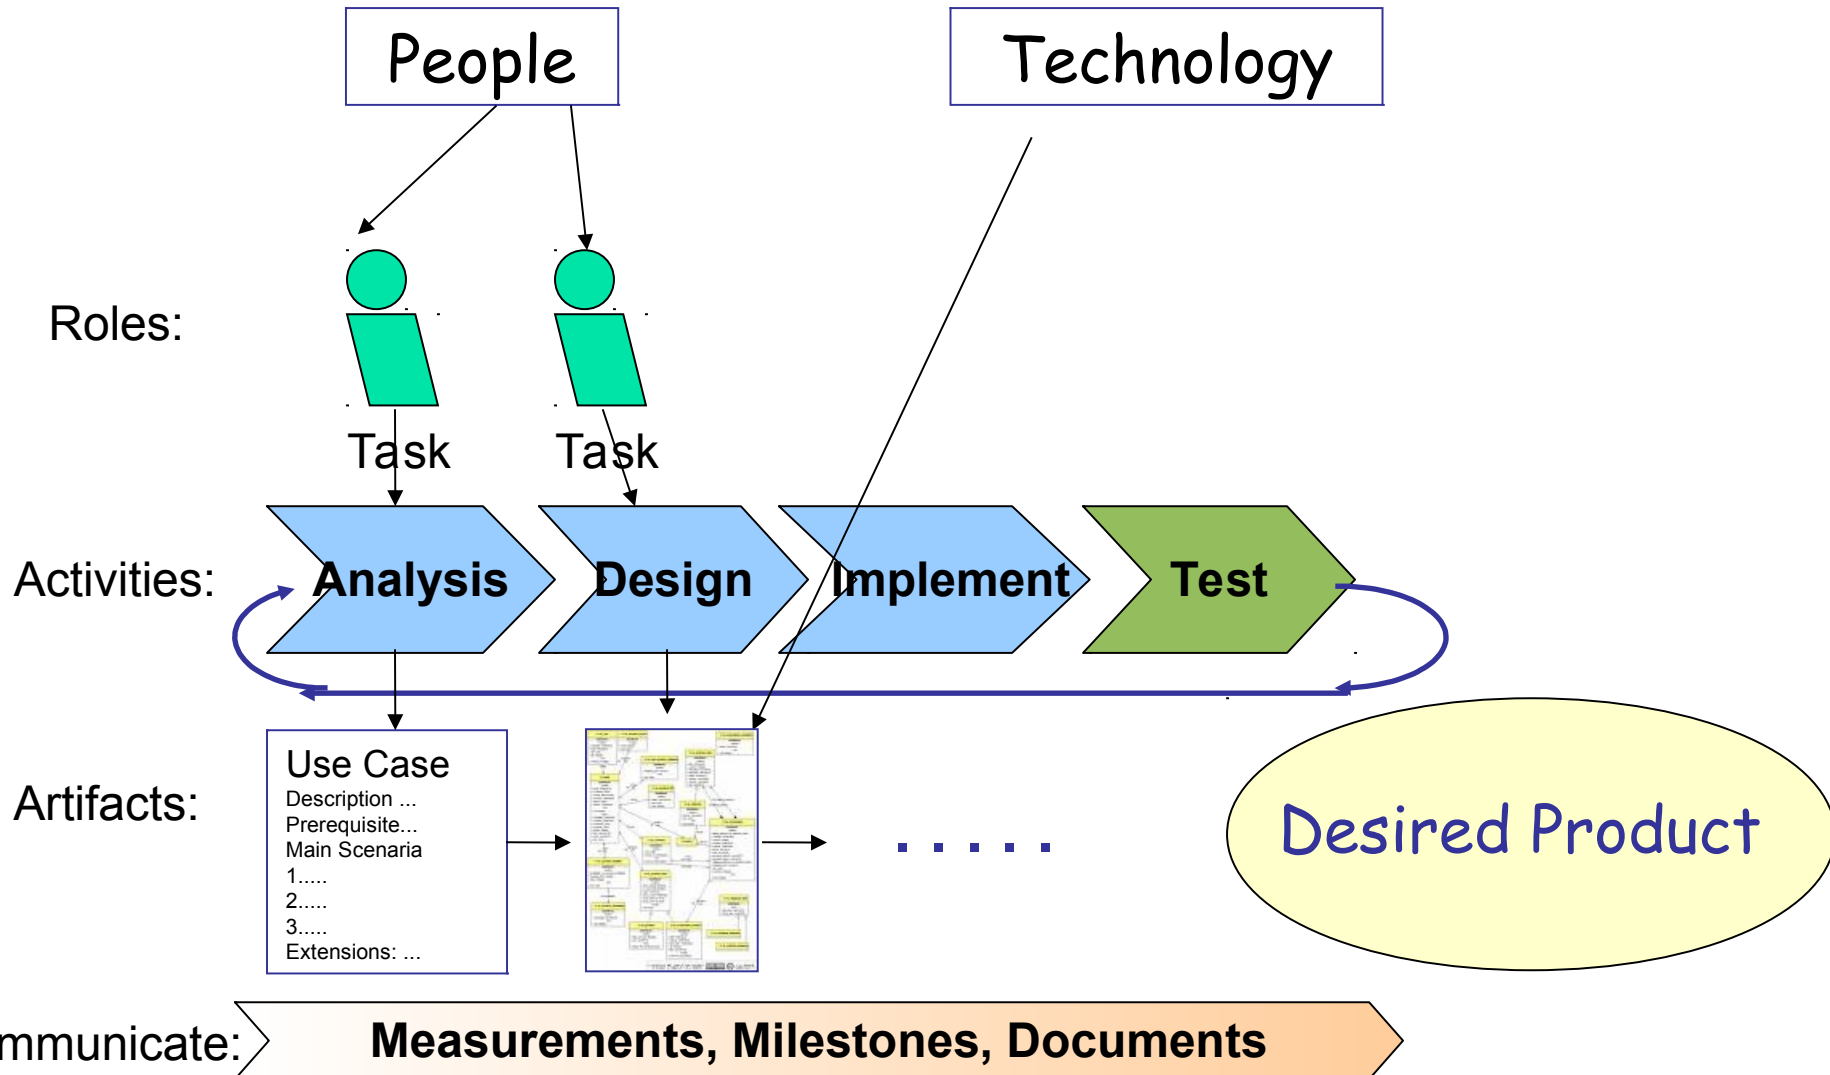 People
Technology
Roles:
Task
Task
Activities:
Analysis
Design
Implement
Test
Artifacts:
Use Case
Description ...
Prerequisite...
Main Scenaria
1.....
2.....
3.....
Extensions: ...
. . . . .
Desired Product
mmunicate:
Measurements, Milestones, Documents